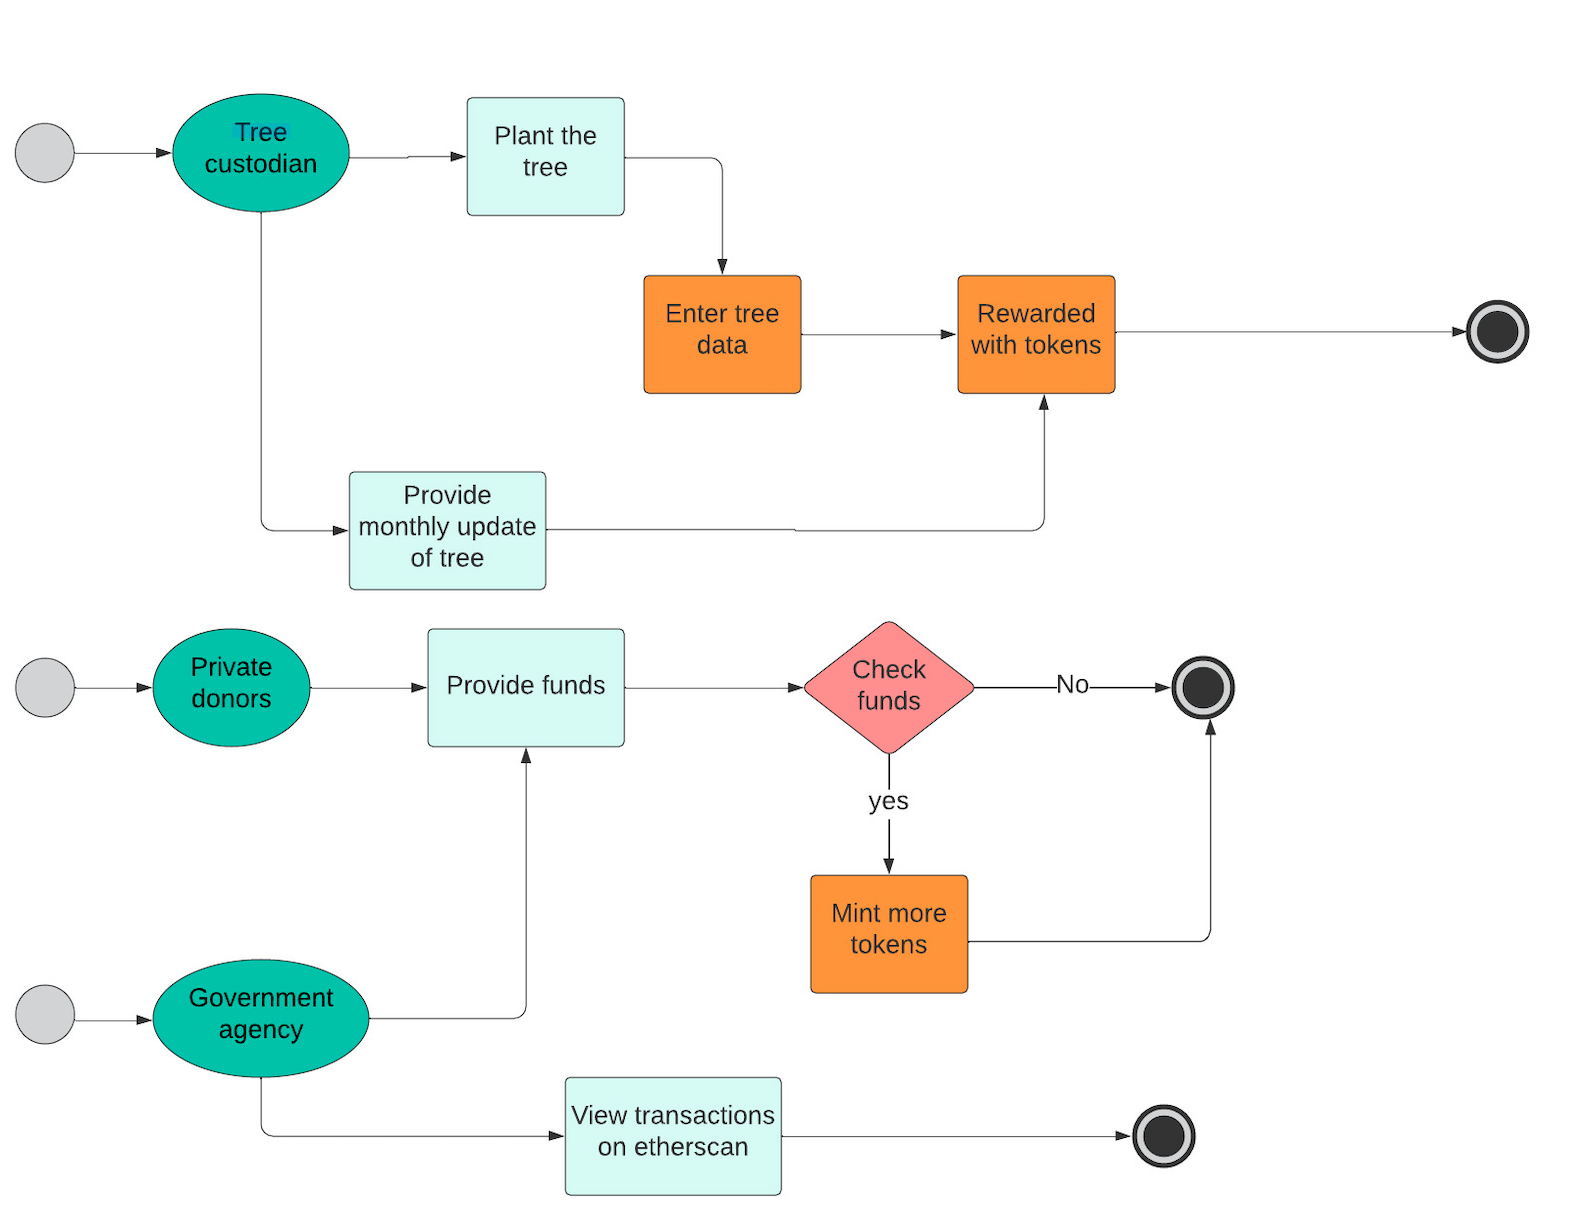 Tree
custodian
Plant the
tree
Enter tree
data
Rewarded
with tokens
Provide
monthly update
of tree
Private
donors
Provide funds
Check
funds
No
yes
Mint more
tokens
Government
agency
View transactions
on etherscan